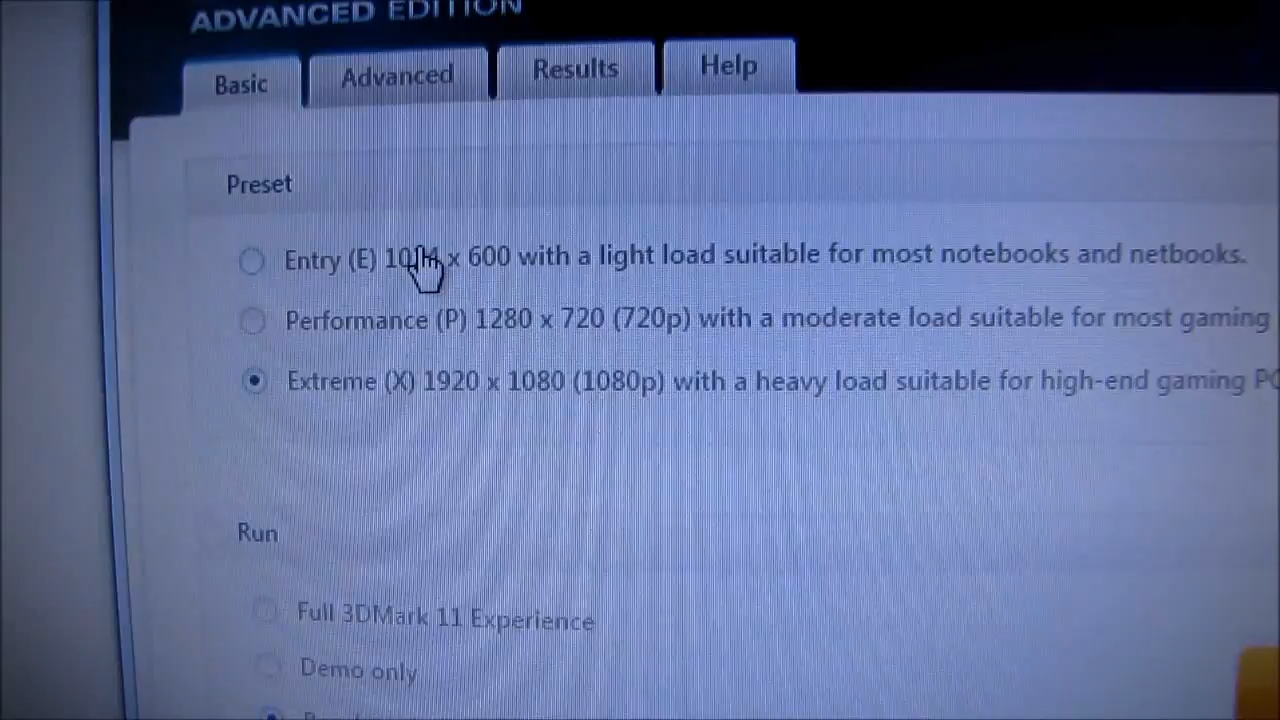 ADVANCED EDITION
Basic Advanced Results Help
Preset
Entry (E) x 600 with a light load suitable for most notebooks and netbooks.
Performance (P) 1280 x 720 (720p) with a moderate load suitable for most gaming
Extreme (X) 1920 x 1080 (1080p) with a heavy load suitable for high-end gaming
Run
Full 3DMark 11 Experience
Demo only